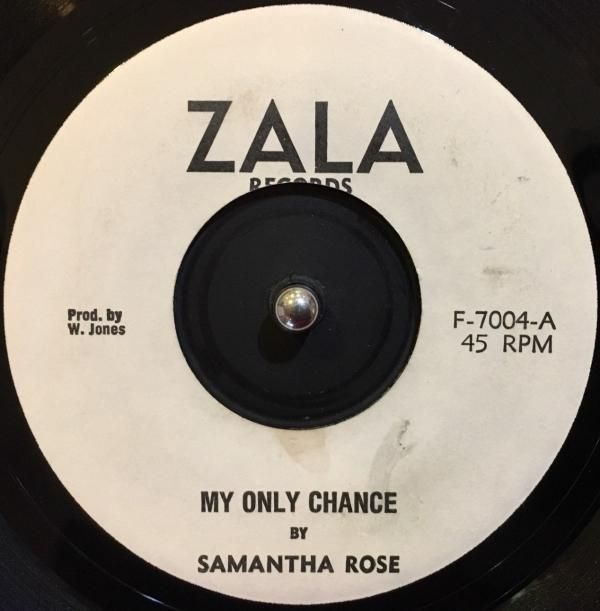 ZALA
RECORDS
Prod. by
W. Jones
F-7004-A
45 RPM
MY ONLY CHANCE
BY
SAMANTHA ROSE